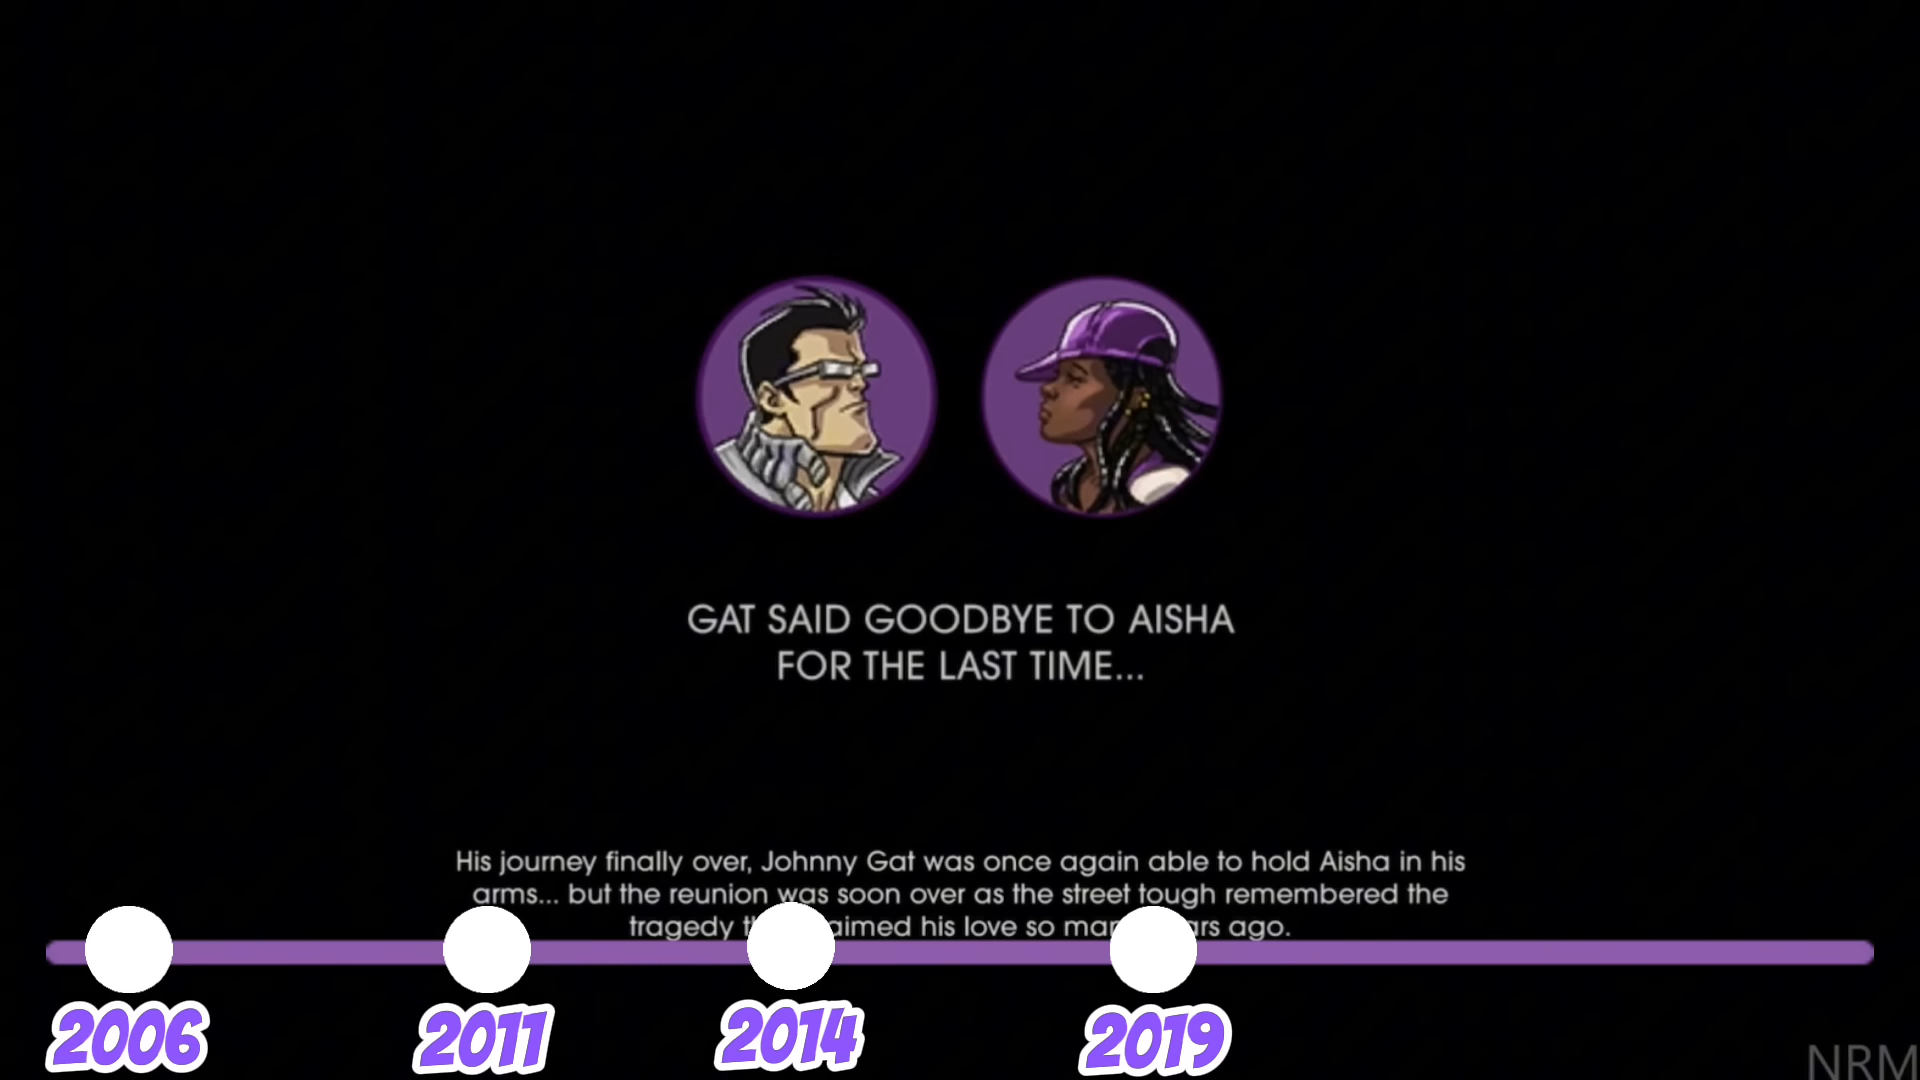 GAT SAID GOODBYE TO AISHA
FOR THE LAST TIME...
His journey finally over, Johnny Gat was once again able to hold Aisha in his
arms... but the reunion was soon over as the street tough remembered the
tragedy his love so ago.
2006 2011 2014 2019
NRM